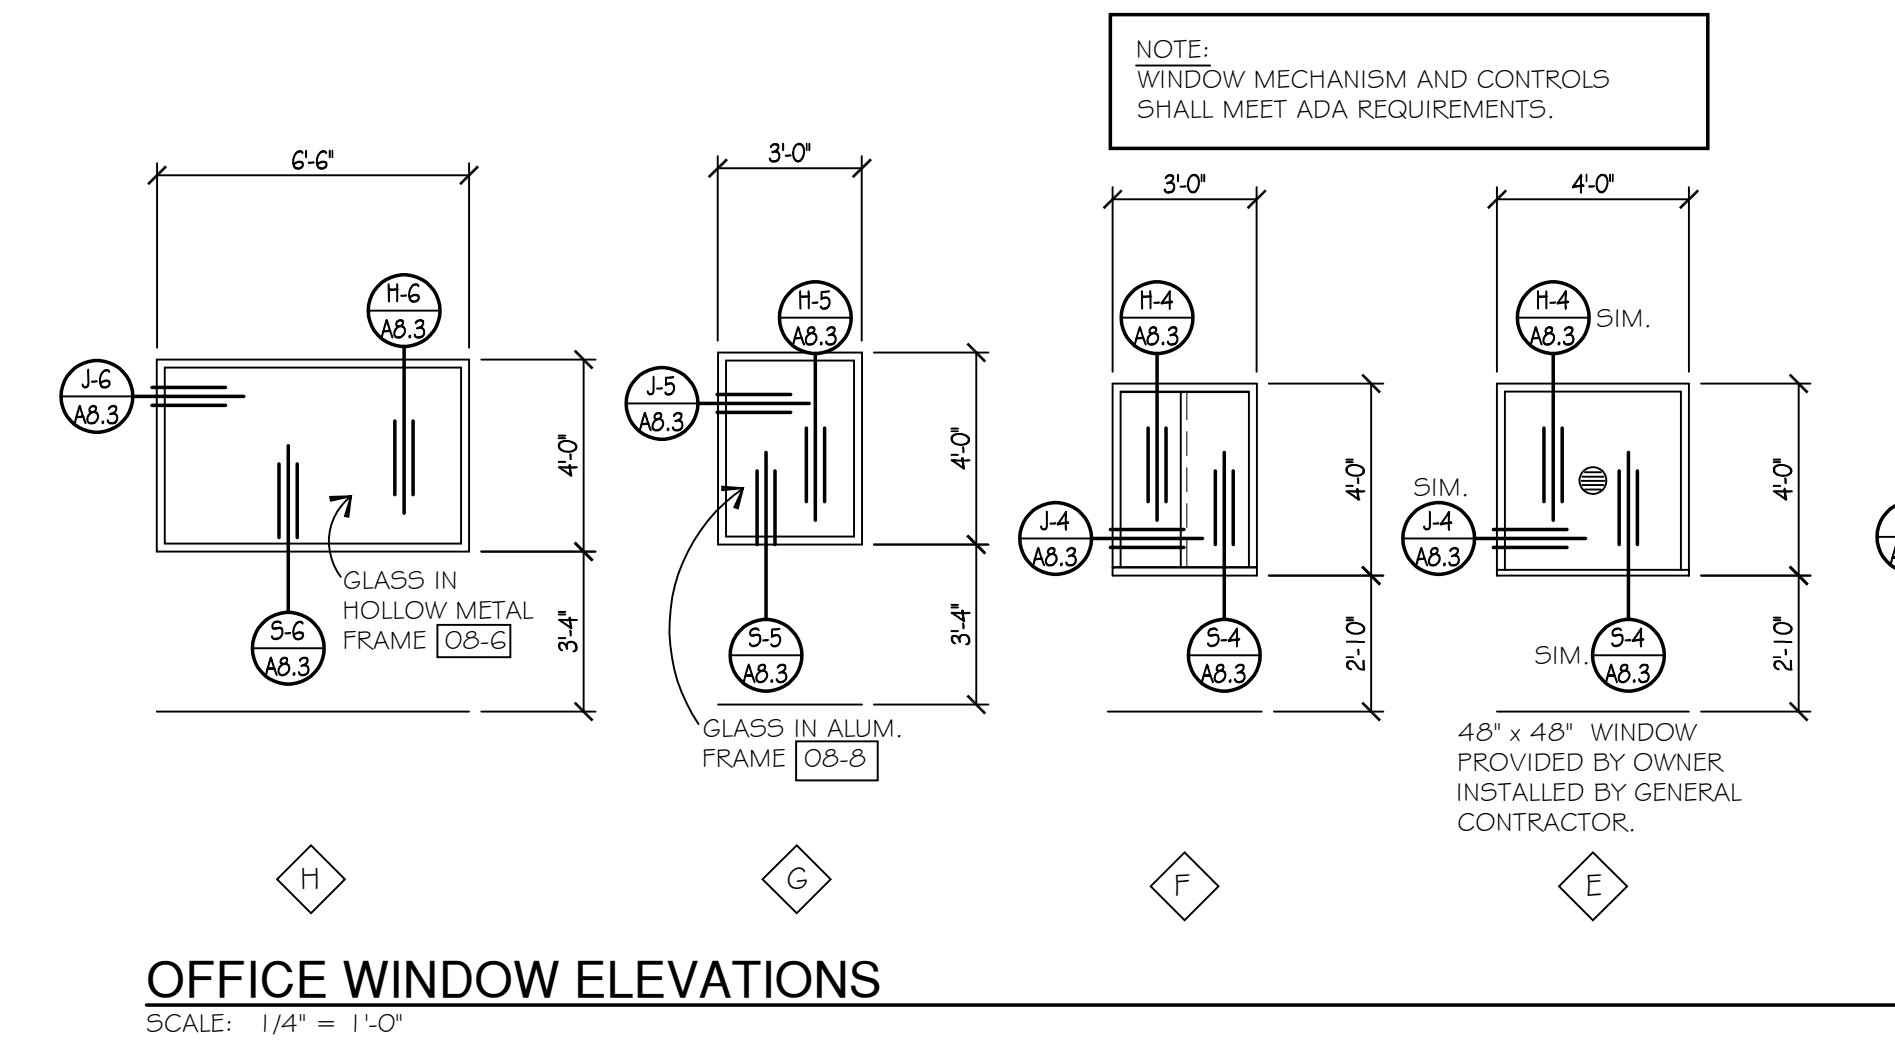 NOTE:
WINDOW MECHANISM AND CONTROLS
SHALL MEET ADA REQUIREMENTS.
6'-6"
H-6
A8.3
J-6
A8.3
4'-0"
GLASS IN
HOLLOW METAL
FRAME 08-6
S-6
A8.3
3'-4"
H
3'-0"
H-5
A8.3
J-5
A8.3
4'-0"
S-5
A8.3
3'-4"
GLASS IN ALUM.
FRAME 08-8
G
3'-0"
H-4
A8.3
4'-0"
J-4
A8.3
S-4
A8.3
2'-10"
F
4'-0"
H-4
A8.3
SIM.
4'-0"
SIM.
J-4
A8.3
SIM.
S-4
A8.3
2'-10"
48" x 48" WINDOW
PROVIDED BY OWNER
INSTALLED BY GENERAL
CONTRACTOR.
E
OFFICE WINDOW ELEVATIONS
SCALE: 1/4" = 1'-0"